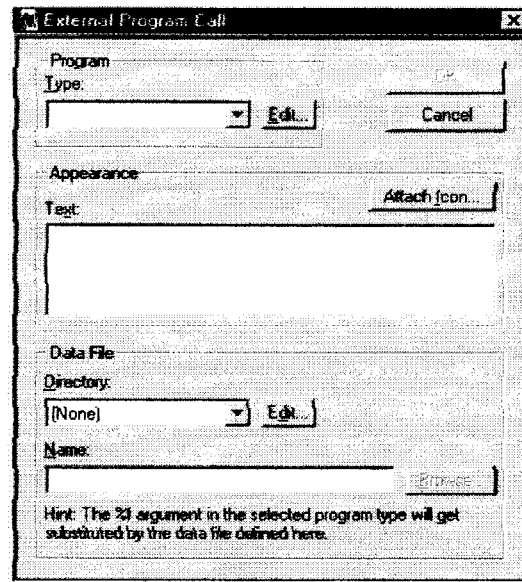 External Program Call
Program
Type:
Edit...
OK
Cancel
Appearance
Text:
Attach Icon...
Data File
Directory:
[None]
Edit...
Name:
Browse...
Hint: The %1 argument in the selected program type will get
substituted by the data file defined here.